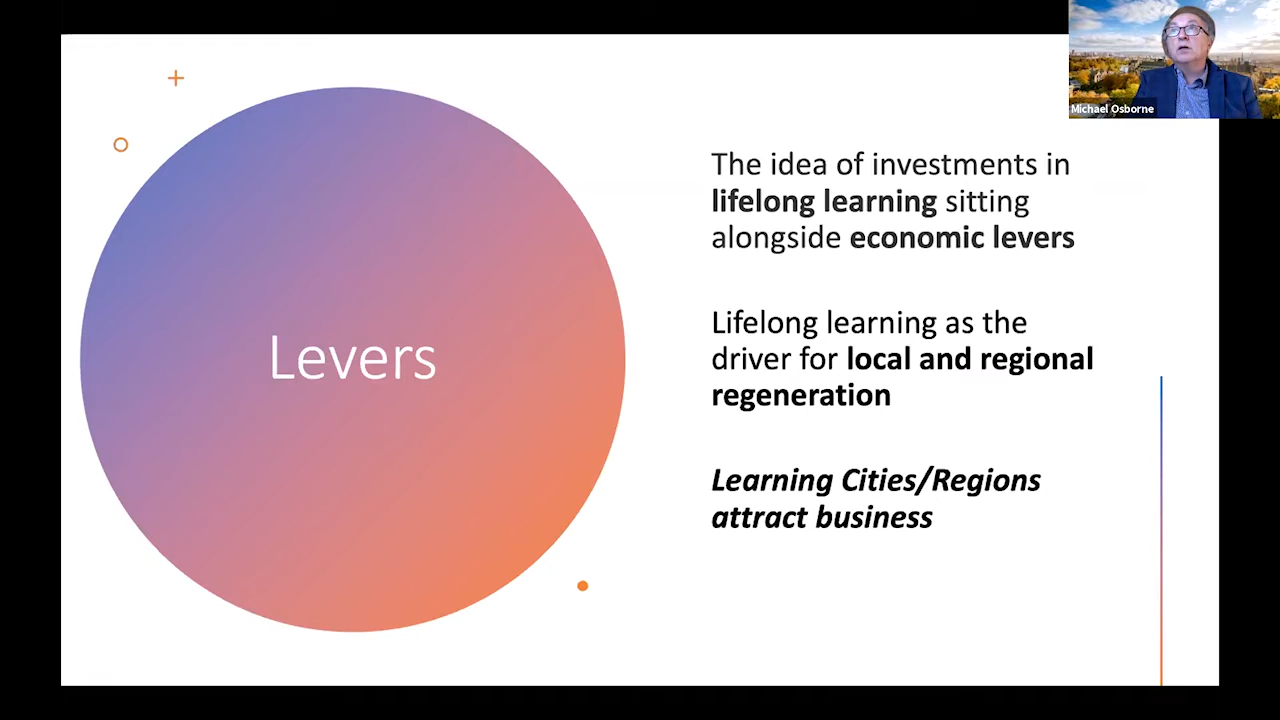 Michael Osborne
Levers
The idea of investments in
lifelong learning sitting
alongside economic levers
Lifelong learning as the
driver for local and regional
regeneration
Learning Cities/Regions
attract business